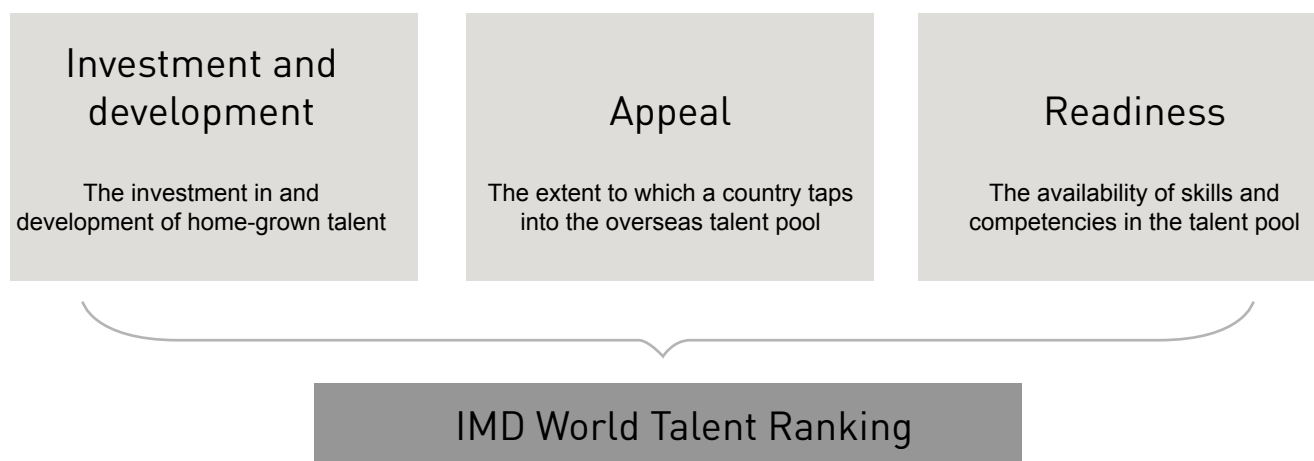 Investment and
development
The investment in and
development of home-grown talent
Appeal
The extent to which a country taps
into the overseas talent pool
Readiness
The availability of skills and
competencies in the talent pool
IMD World Talent Ranking